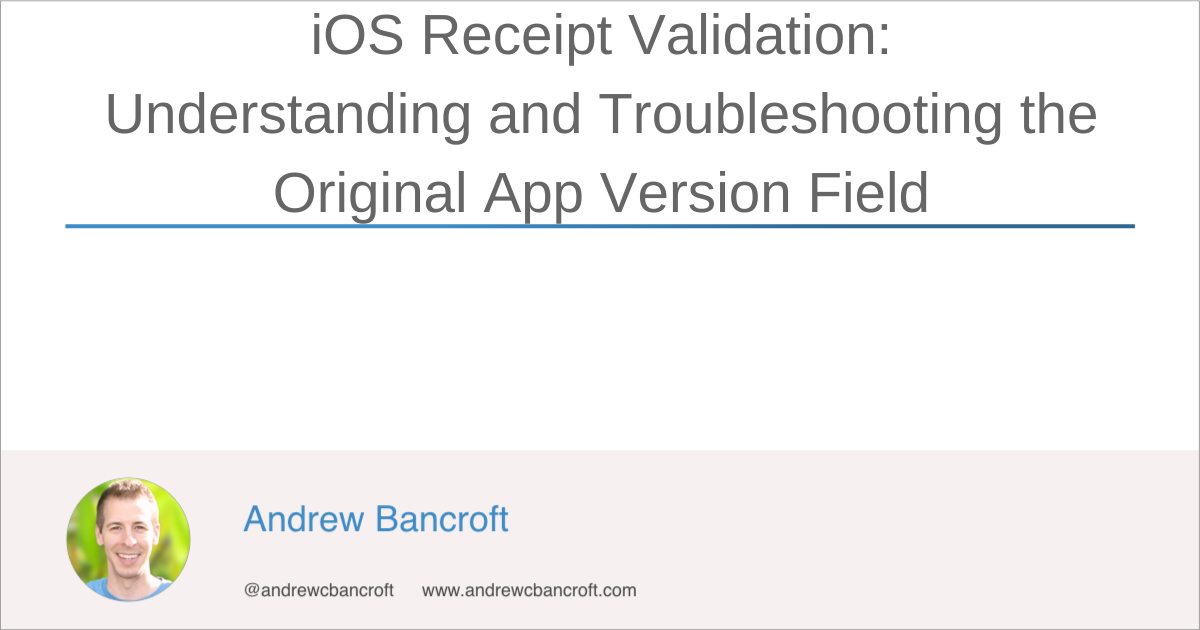 iOS Receipt Validation:
Understanding and Troubleshooting the
Original App Version Field
Andrew Bancroft
@andrewcbancroft www.andrewcbancroft.com